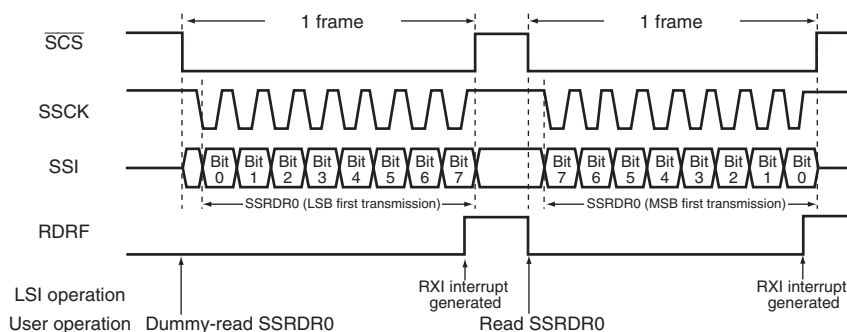 1 frame 1 frame
SCS
SSCK
SSI Bit 0 Bit 1 Bit 2 Bit 3 Bit 4 Bit 5 Bit 6 Bit 7 Bit 7 Bit 6 Bit 5 Bit 4 Bit 3 Bit 2 Bit 1 Bit 0
SSRDR0 (LSB first transmission) SSRDR0 (MSB first transmission)
RDRF
LSI operation RXI interrupt generated RXI interrupt generated
User operation Dummy-read SSRDR0 Read SSRDR0